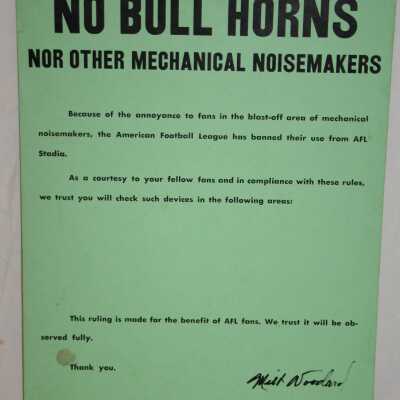 NO BULL HORNS
NOR OTHER MECHANICAL NOISEMAKERS
Because of the annoyance to fans in the blast-off area of mechanical
noisemakers, the American Football League has banned their use from AFL
Stadia.
As a courtesy to your fellow fans and in compliance with these rules,
we trust you will check such devices in the following areas:
This ruling is made for the benefit of AFL fans. We trust it will be ob-
served fully.
Thank you.
Milt Woodard